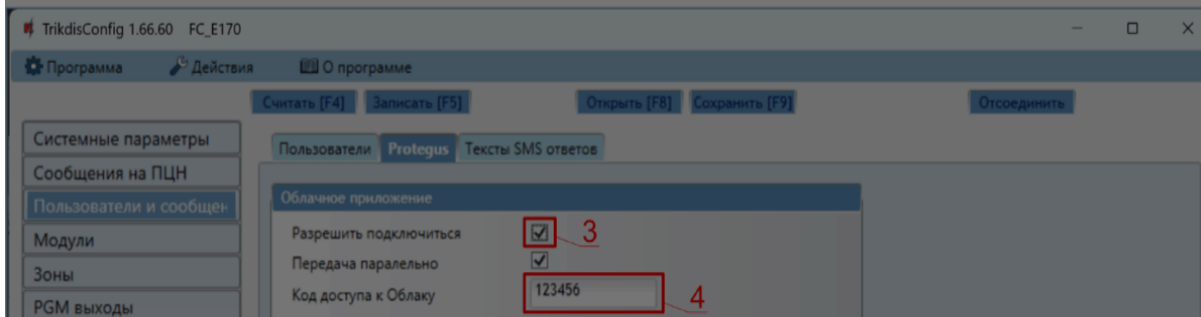 TrikdisConfig 1.66.60 FC_E170
Программа Действия О программе
Считать [F4] Записать [F5] Открыть [F8] Сохранить [F9] Отсоединить
Системные параметры
Сообщения на ПЦН
Пользователи и сообщен
Модули
Зоны
PGM выходы
Пользователи Protegus Тексты SMS ответов
Облачное приложение
Разрешить подключиться 3
Передача паралельно
Код доступа к Облаку 123456 4